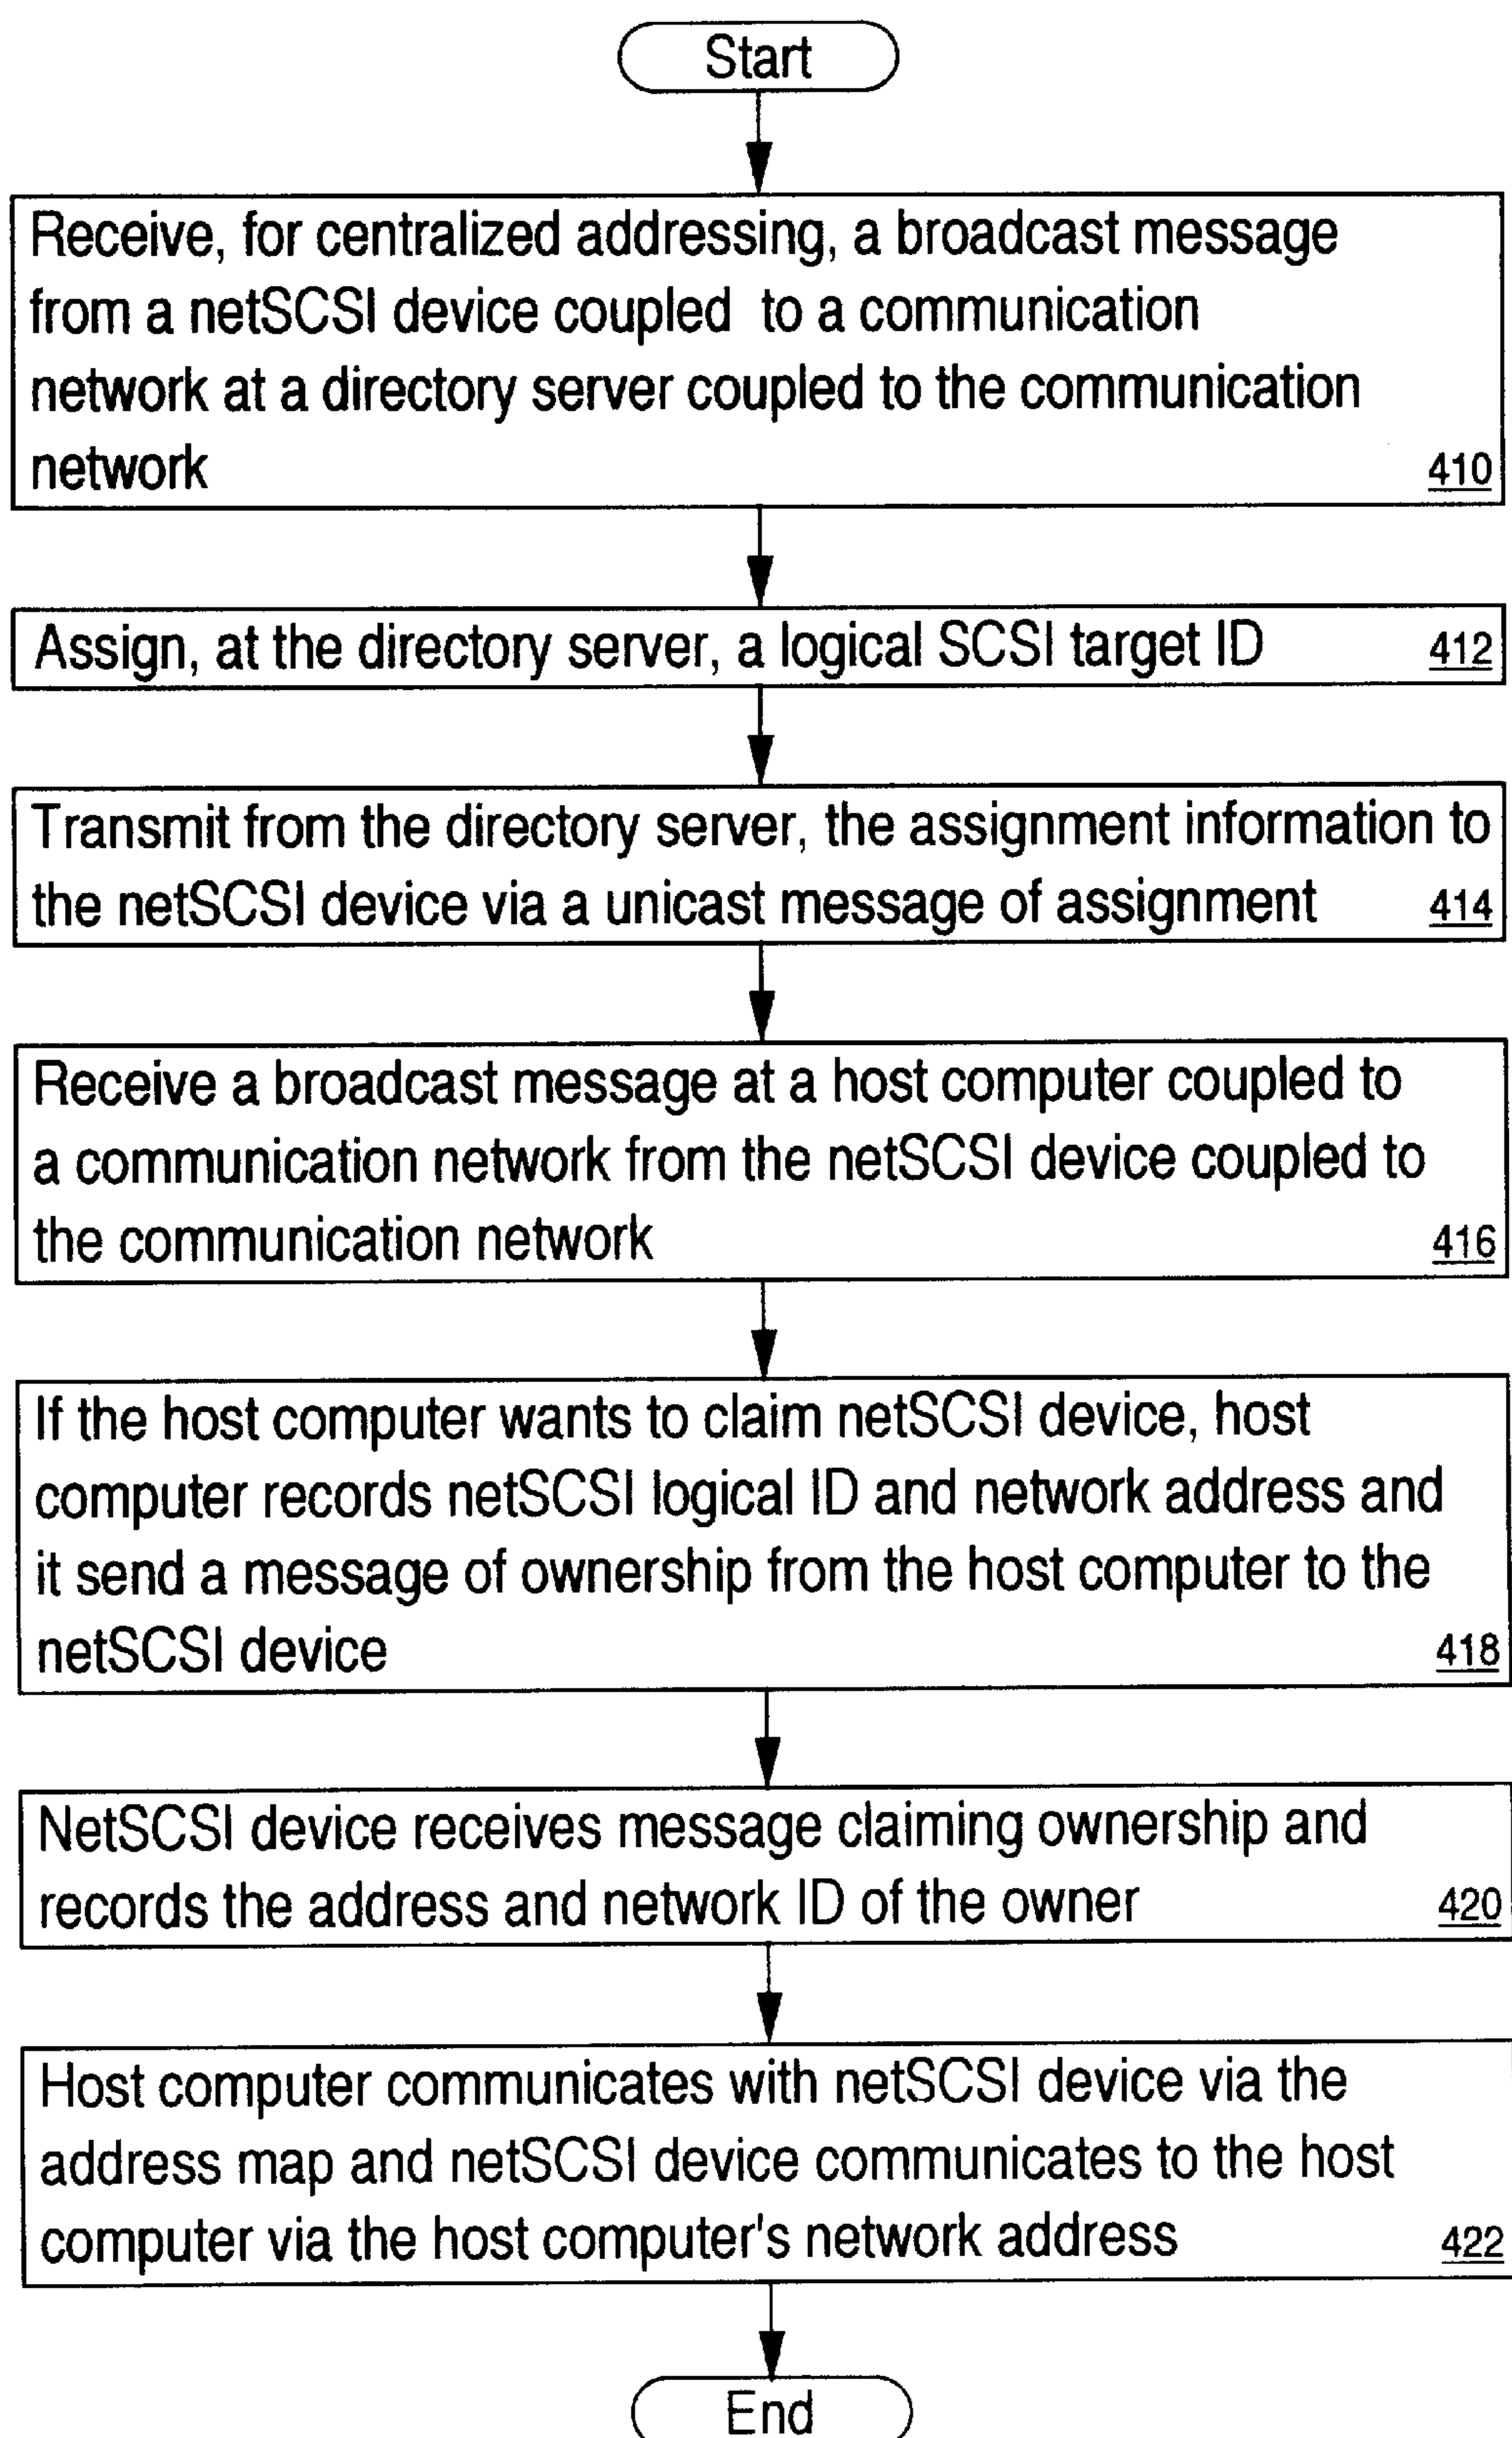 Start
Receive, for centralized addressing, a broadcast message
from a netSCSI device coupled to a communication
network at a directory server coupled to the communication
network 410
Assign, at the directory server, a logical SCSI target ID 412
Transmit from the directory server, the assignment information to
the netSCSI device via a unicast message of assignment 414
Receive a broadcast message at a host computer coupled to
a communication network from the netSCSI device coupled to
the communication network 416
If the host computer wants to claim netSCSI device, host
computer records netSCSI logical ID and network address and
it send a message of ownership from the host computer to the
netSCSI device 418
NetSCSI device receives message claiming ownership and
records the address and network ID of the owner 420
Host computer communicates with netSCSI device via the
address map and netSCSI device communicates to the host
computer via the host computer's network address 422
End